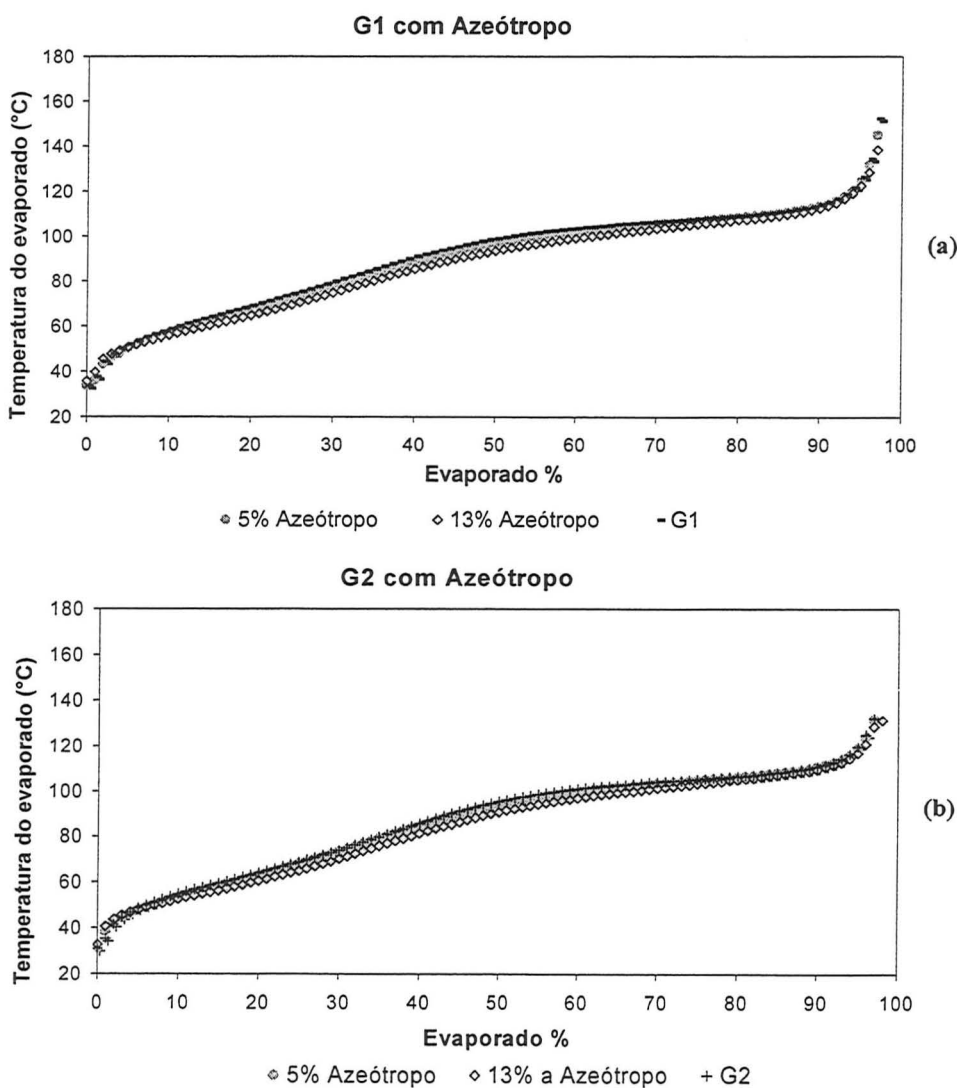 G1 com Azeótropo
180
160
140
120
100
80
60
40
20
Temperatura do evaporado (°C)
0 10 20 30 40 50 60 70 80 90 100
Evaporado %
5% Azeótropo 13% Azeótropo G1
(a)
G2 com Azeótropo
180
160
140
120
100
80
60
40
20
Temperatura do evaporado (°C)
0 10 20 30 40 50 60 70 80 90 100
Evaporado %
5% Azeótropo 13% a Azeótropo G2
(b)